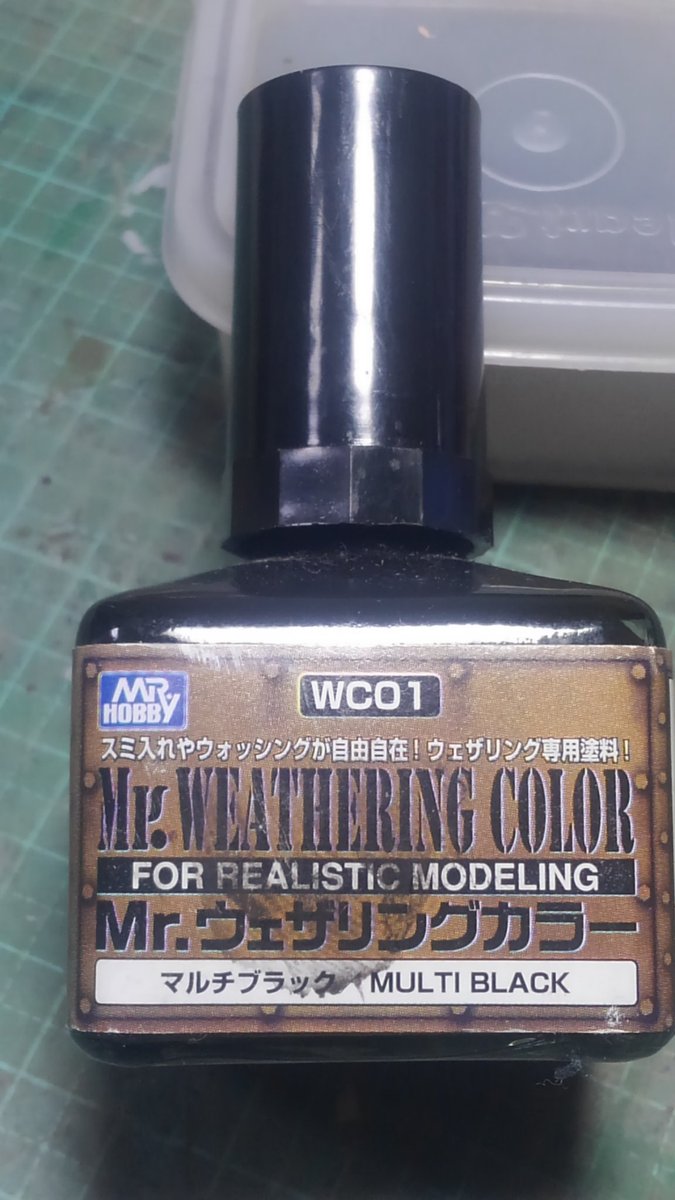 MR. HOBBY
WC01
スミ入れやウォッシングが自由自在！ウェザリング専用塗料！
Mr. WEATHERING COLOR
FOR REALISTIC MODELING
Mr.ウェザリングカラー
マルチブラック MULTI BLACK